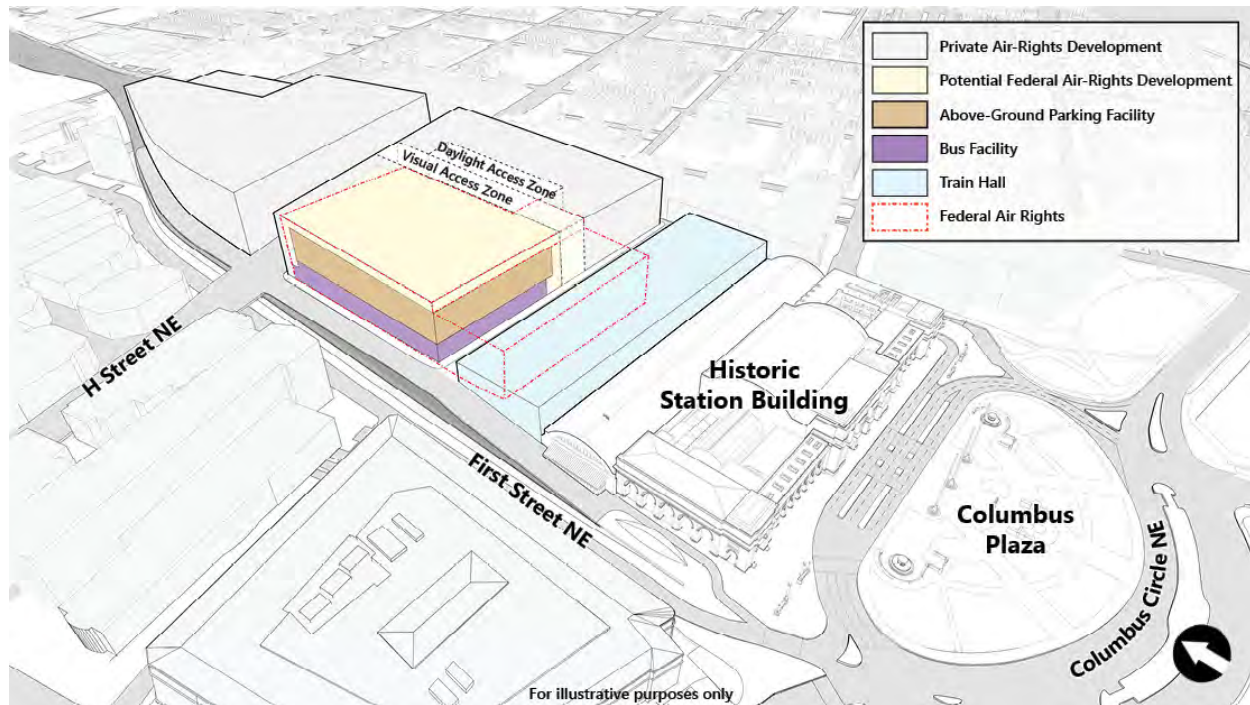 Private Air-Rights Development
Potential Federal Air-Rights Development
Above-Ground Parking Facility
Bus Facility
Train Hall
Federal Air Rights
Daylight Access Zone
Visual Access Zone
H Street NE
Historic
Station Building
First Street NE
Columbus
Plaza
Columbus Circle NE
For illustrative purposes only